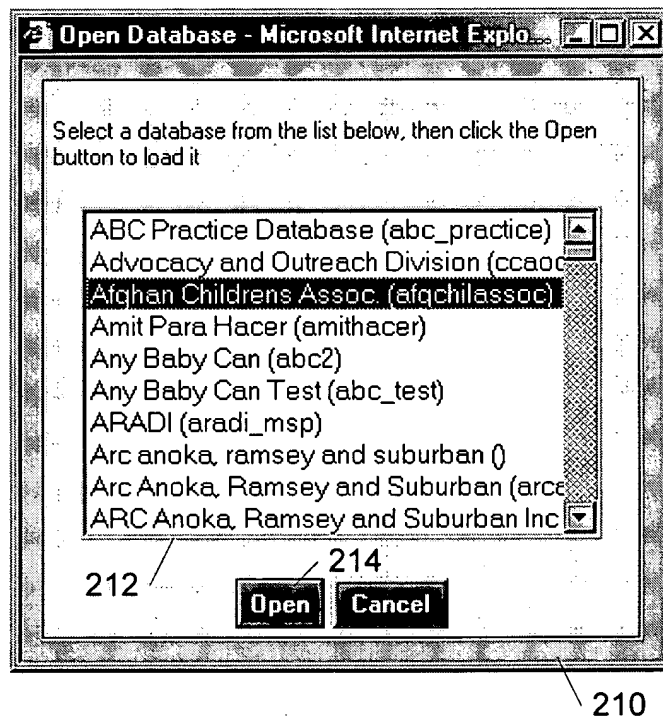 Open Database - Microsoft Internet Explo...
Select a database from the list below, then click the Open
button to load it
ABC Practice Database (abc_practice)
Advocacy and Outreach Division (ccaoc
Afghan Childrens Assoc. (afgchilassoc)
Amit Para Hacer (amithacer)
Any Baby Can (abc2)
Any Baby Can Test (abc_test)
ARADI (aradi_msp)
Arc anoka, ramsey and suburban ()
Arc Anoka, Ramsey and Suburban (arca
ARC Anoka, Ramsey and Suburban Inc
212
214
Open Cancel
210